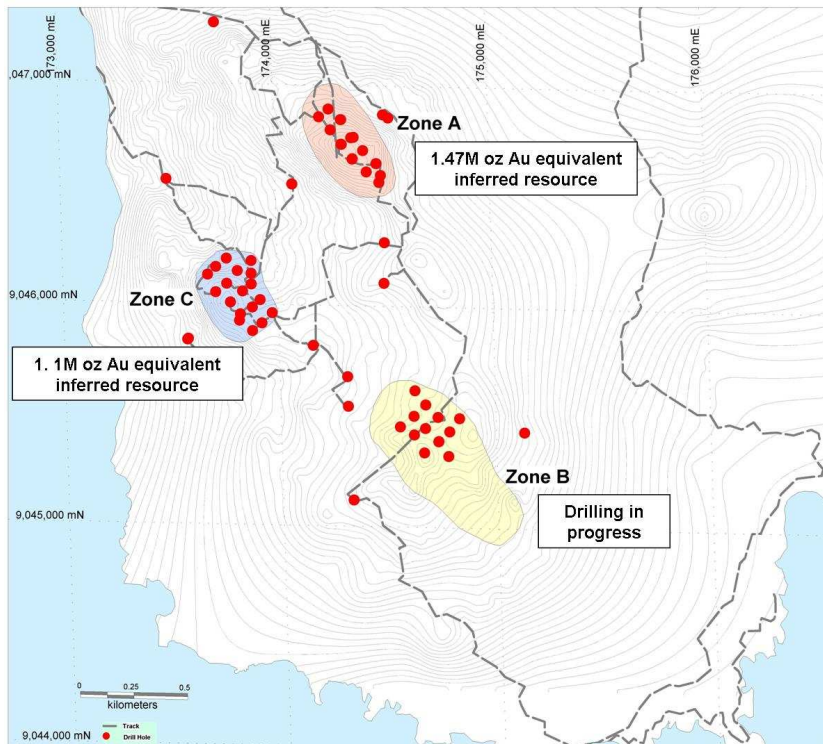 173,000 mE
174,000 mE
175,000 mE
176,000 mE
,047,000 mN
Zone A
1.47M oz Au equivalent
inferred resource
9,046,000 mN
Zone C
1. 1M oz Au equivalent
inferred resource
Zone B
9,045,000 mN
Drilling in
progress
0 0.25 0.5
kilometers
Track
Drill Hole
9,044,000 mN